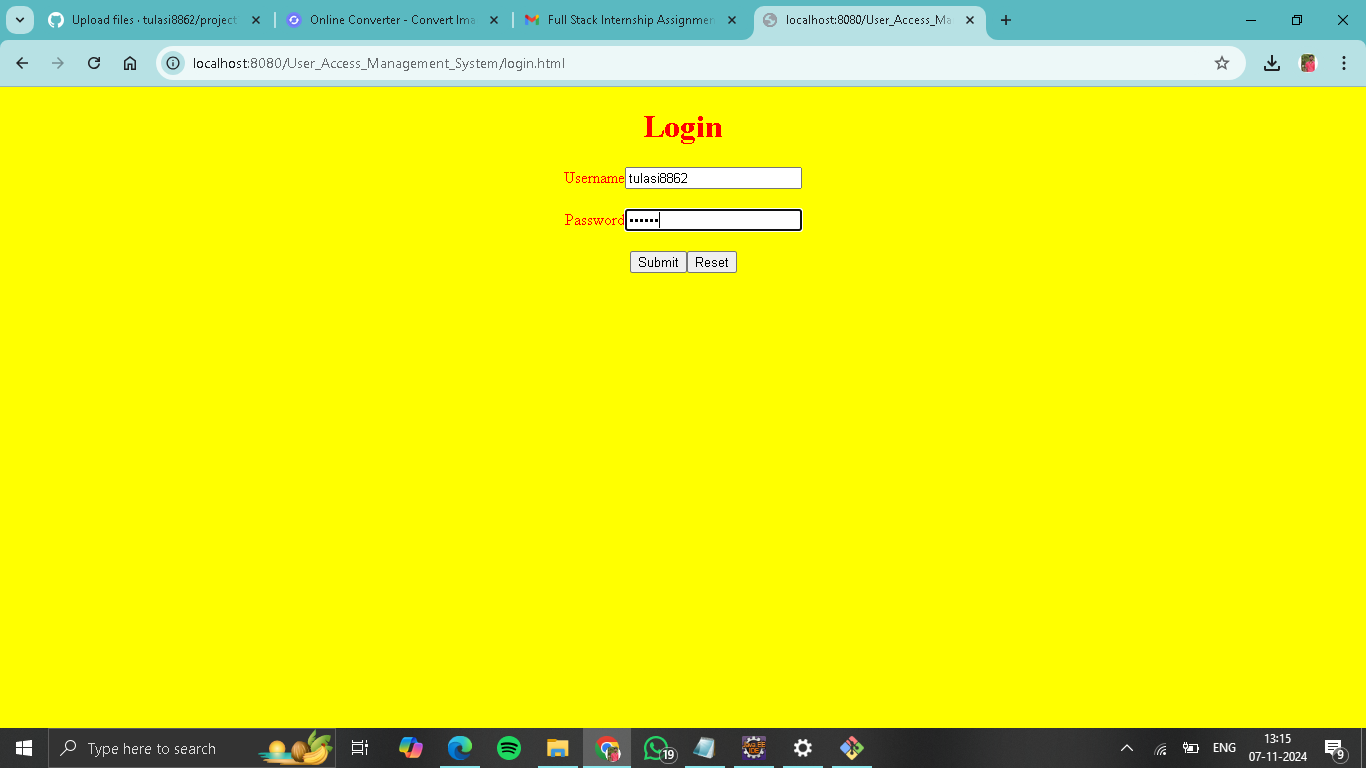 Upload files · tulasi8862/project
Online Converter - Convert Ima
Full Stack Internship Assignmen
localhost:8080/User_Access_Ma
localhost:8080/User_Access_Management_System/login.html
Login
Username tulasi8862
Password ••••••
Submit Reset
Type here to search
19
ENG
13:15
07-11-2024
9